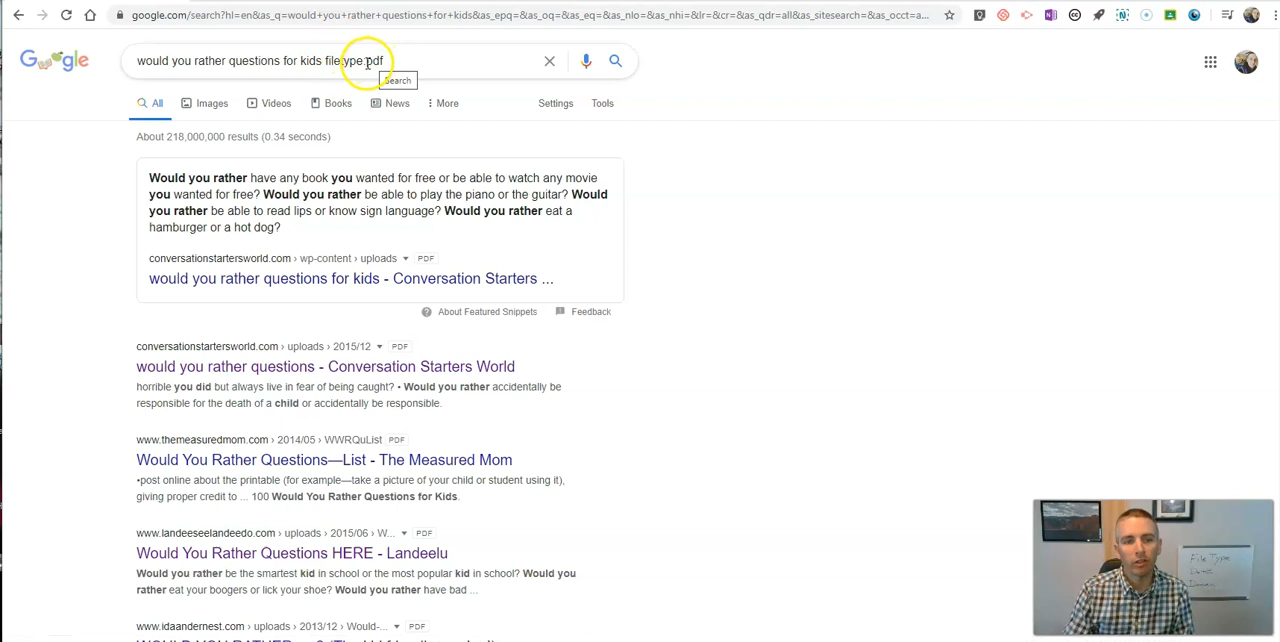 google.com/search?hl=en&as_q=would+you+rather+questions+for+kids&as_epq=&as_oq=&as_eq=&as_nlo=&as_nhi=&lr=&cr=&as_qdr=all&as_sitesearch=&as_occt=a...
Google
would you rather questions for kids filetype:pdf
Search
All Images Videos Books News More Settings Tools
About 218,000,000 results (0.34 seconds)
Would you rather have any book you wanted for free or be able to watch any movie
you wanted for free? Would you rather be able to play the piano or the guitar? Would
you rather be able to read lips or know sign language? Would you rather eat a
hamburger or a hot dog?
conversationstartersworld.com › wp-content › uploads PDF
would you rather questions for kids - Conversation Starters ...
About Featured Snippets Feedback
conversationstartersworld.com › uploads › 2015/12 PDF
would you rather questions - Conversation Starters World
horrible you did but always live in fear of being caught? • Would you rather accidentally be
responsible for the death of a child or accidentally be responsible.
www.themeasuredmom.com › 2014/05 › WWRQuList PDF
Would You Rather Questions—List - The Measured Mom
•post online about the printable (for example—take a picture of your child or student using it),
giving proper credit to ... 100 Would You Rather Questions for Kids.
www.landeeseelandeedo.com › uploads › 2015/06 › W... PDF
Would You Rather Questions HERE - Landeelu
Would you rather be the smartest kid in school or the most popular kid in school? Would you
rather eat your boogers or lick your shoe? Would you rather have bad ...
www.idaandernest.com › uploads › 2013/12 › Would-... PDF
File Type